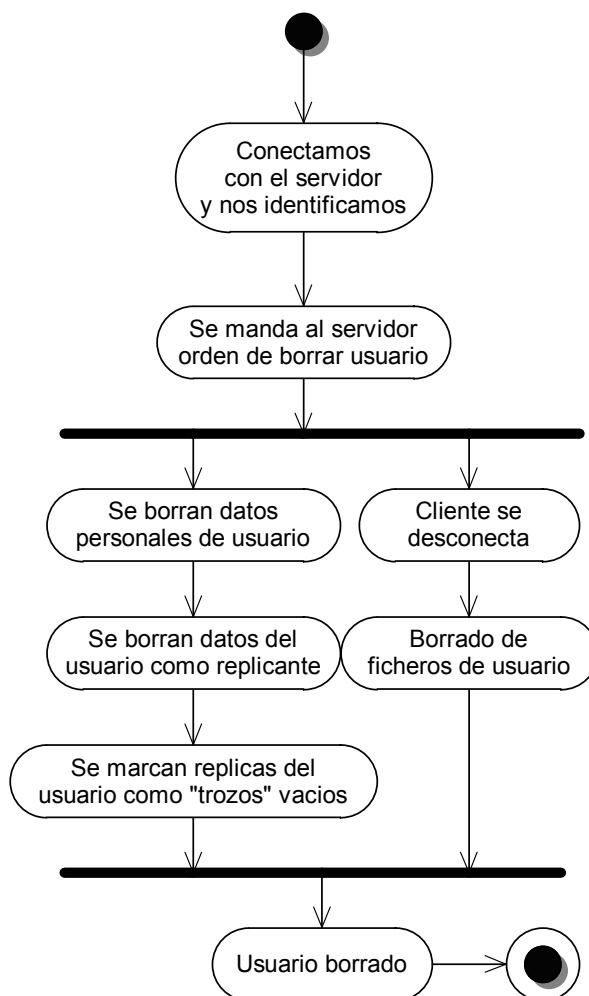 Conectamos
con el servidor
y nos identificamos
Se manda al servidor
orden de borrar usuario
Se borran datos
personales de usuario
Cliente se
desconecta
Se borran datos del
usuario como replicante
Borrado de
ficheros de usuario
Se marcan replicas del
usuario como "trozos" vacios
Usuario borrado